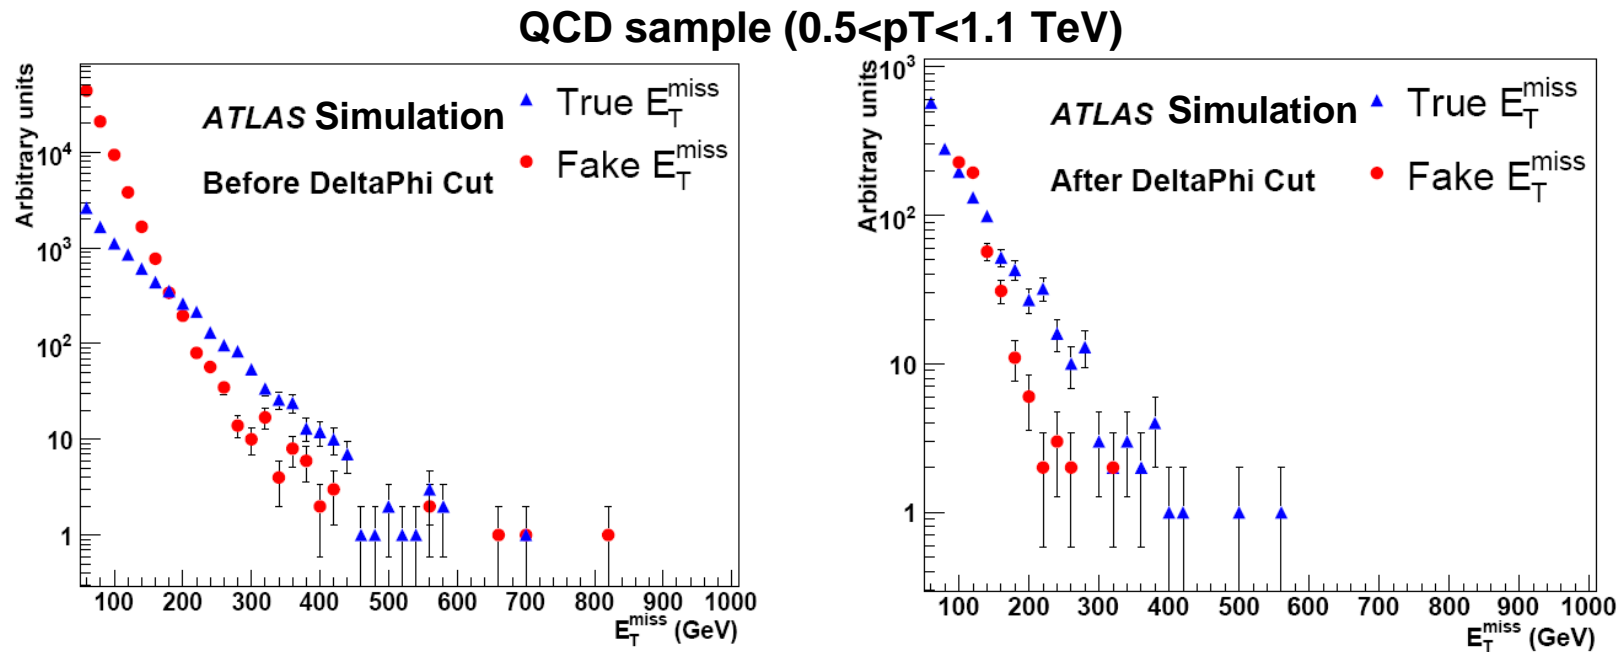 QCD sample (0.5<pT<1.1 TeV)
Arbitrary units
ATLAS Simulation
Before DeltaPhi Cut
True E_T^miss
Fake E_T^miss
10^4
10^3
10^2
10
1
100 200 300 400 500 600 700 800 900 1000
E_T^miss (GeV)
Arbitrary units
ATLAS Simulation
After DeltaPhi Cut
True E_T^miss
Fake E_T^miss
10^3
10^2
10
1
100 200 300 400 500 600 700 800 900 1000
E_T^miss (GeV)